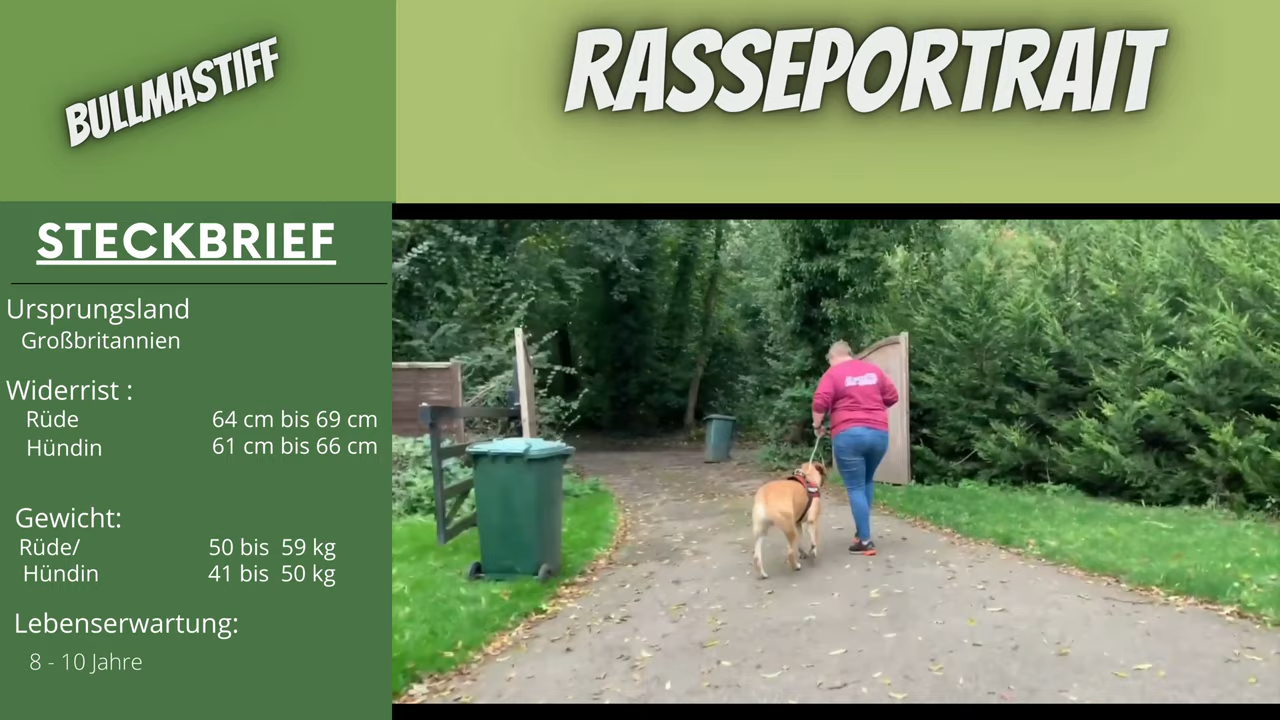 BULLMASTIFF
RASSEPORTRAIT
STECKBRIEF
Ursprungsland
Großbritannien
Widerrist :
Rüde 64 cm bis 69 cm
Hündin 61 cm bis 66 cm
Gewicht:
Rüde/ 50 bis 59 kg
Hündin 41 bis 50 kg
Lebenserwartung:
8 - 10 Jahre